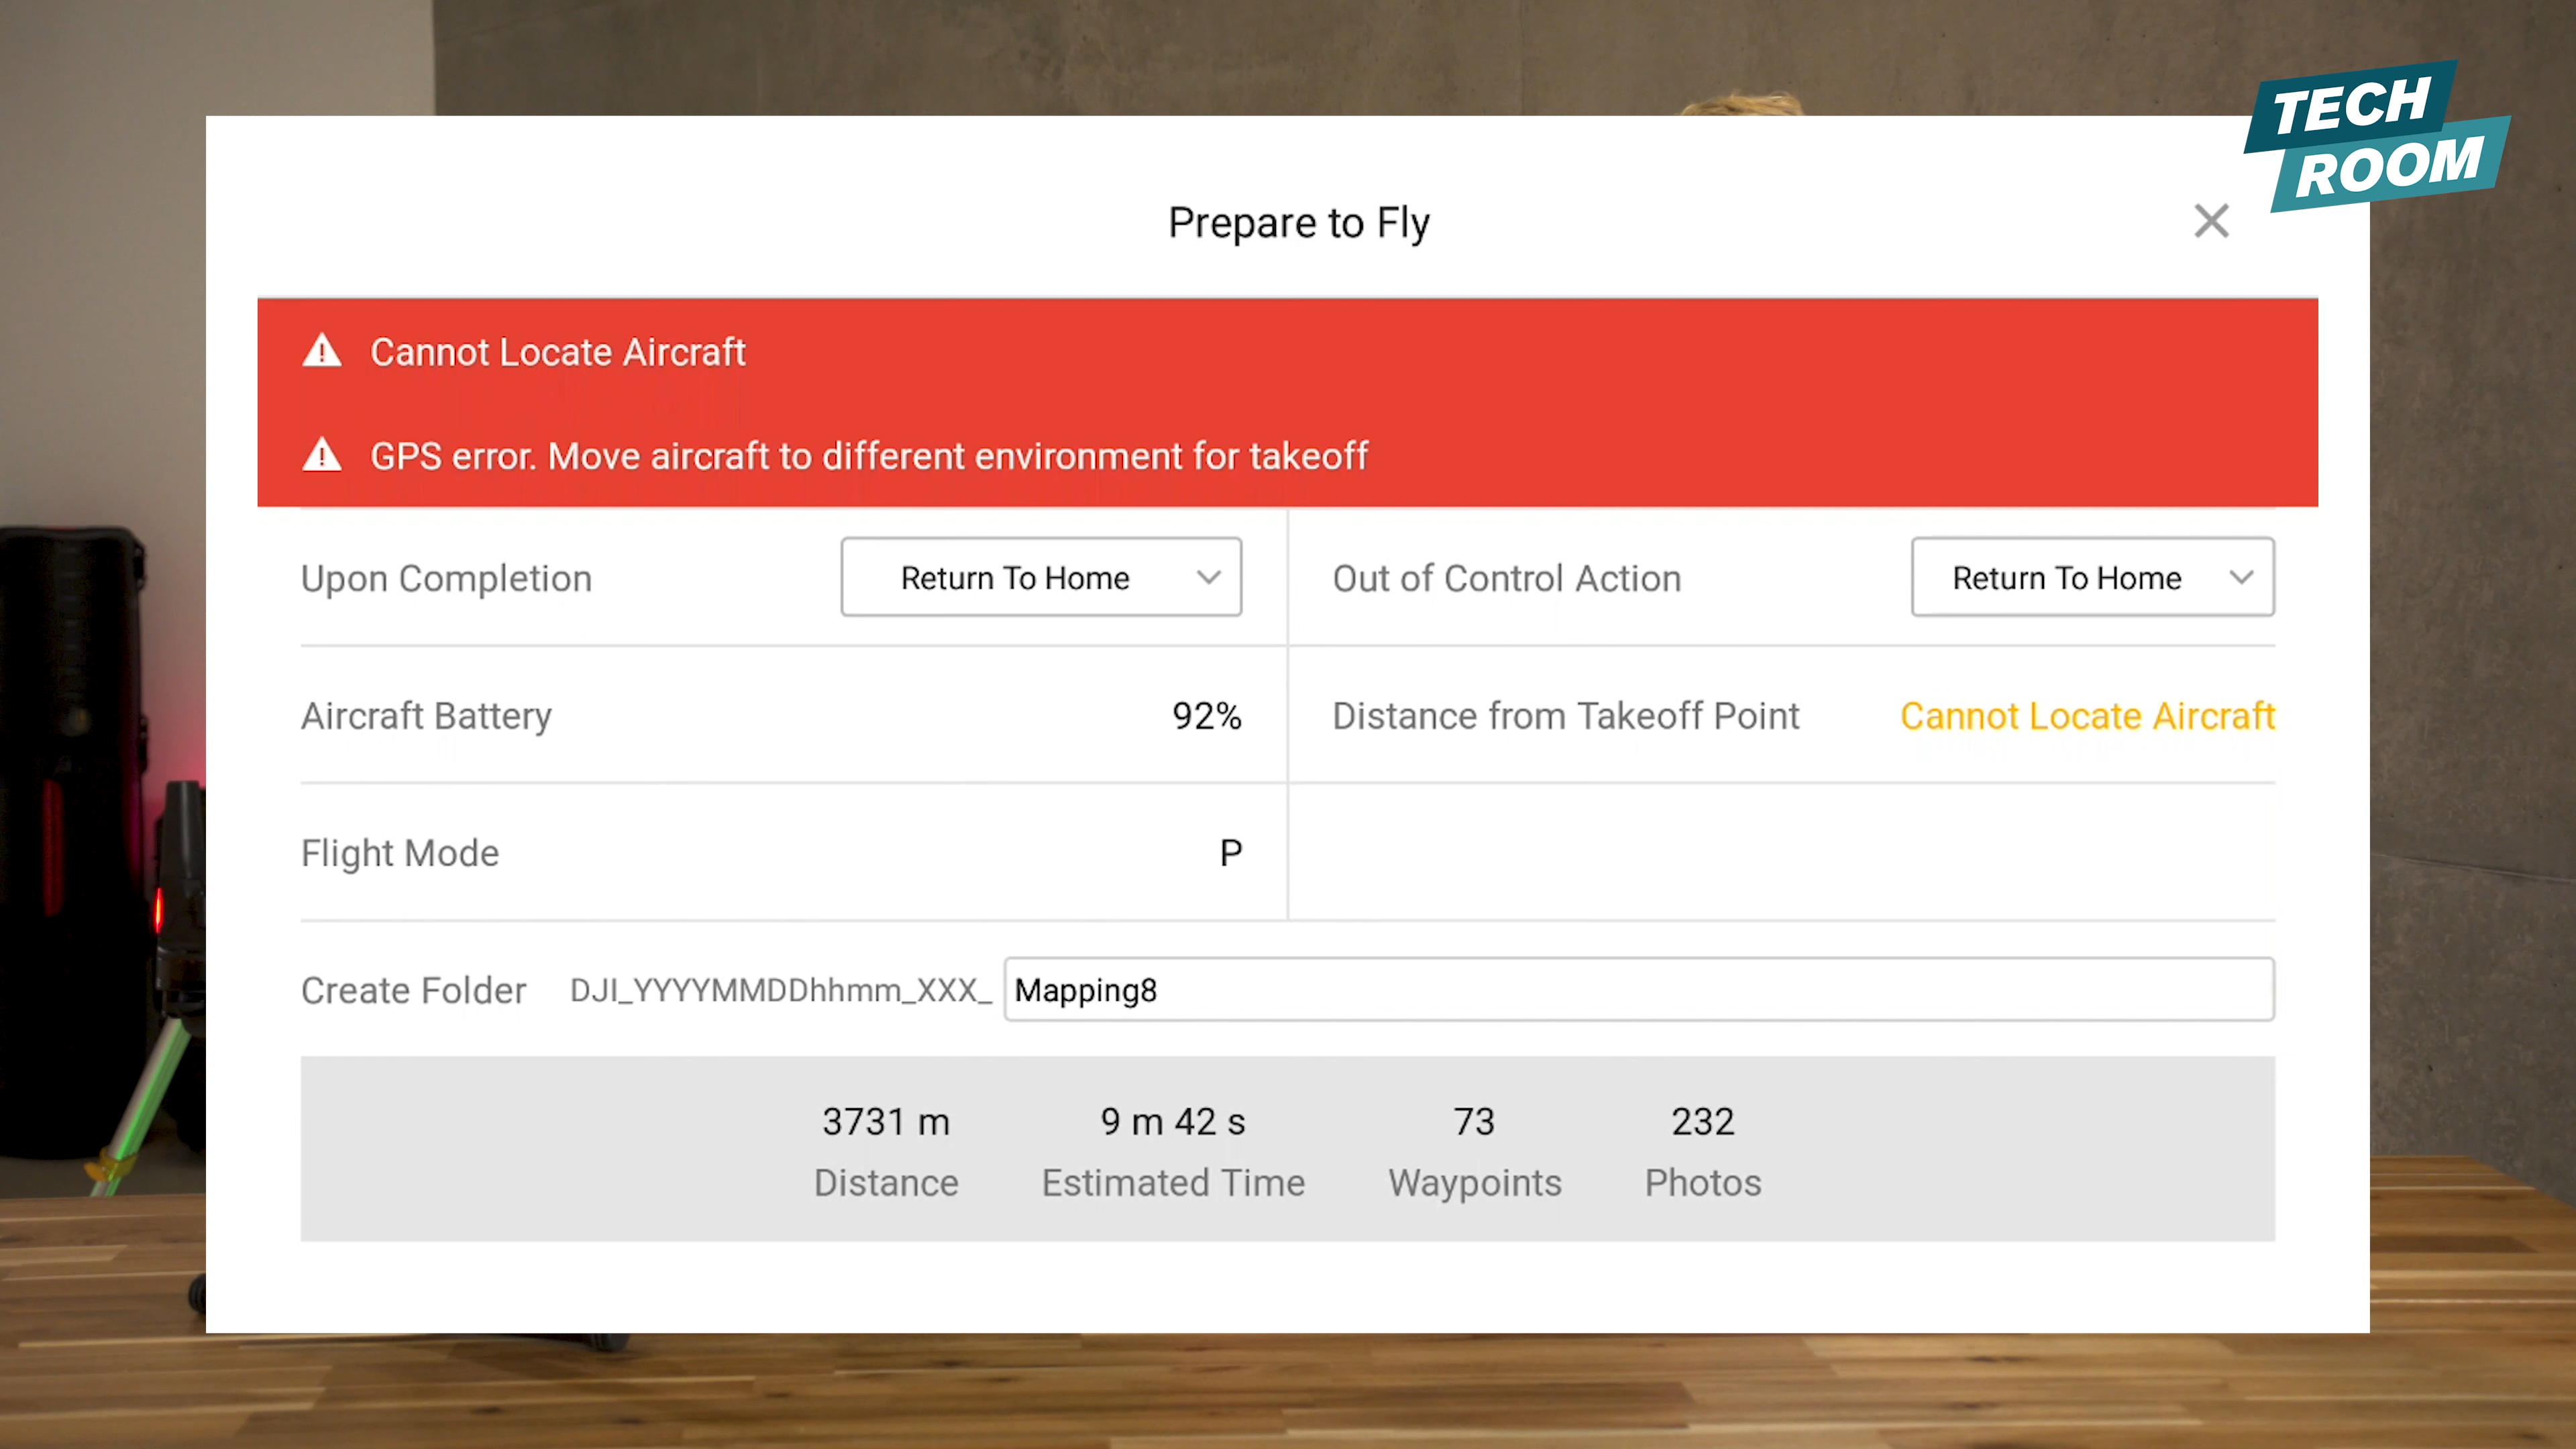 TECH
ROOM
Prepare to Fly
Cannot Locate Aircraft
GPS error. Move aircraft to different environment for takeoff
Upon Completion Return To Home Out of Control Action Return To Home
Aircraft Battery 92% Distance from Takeoff Point Cannot Locate Aircraft
Flight Mode P
Create Folder DJI_YYYYMMDDhhmm_XXX_ Mapping8
3731 m 9 m 42 s 73 232
Distance Estimated Time Waypoints Photos